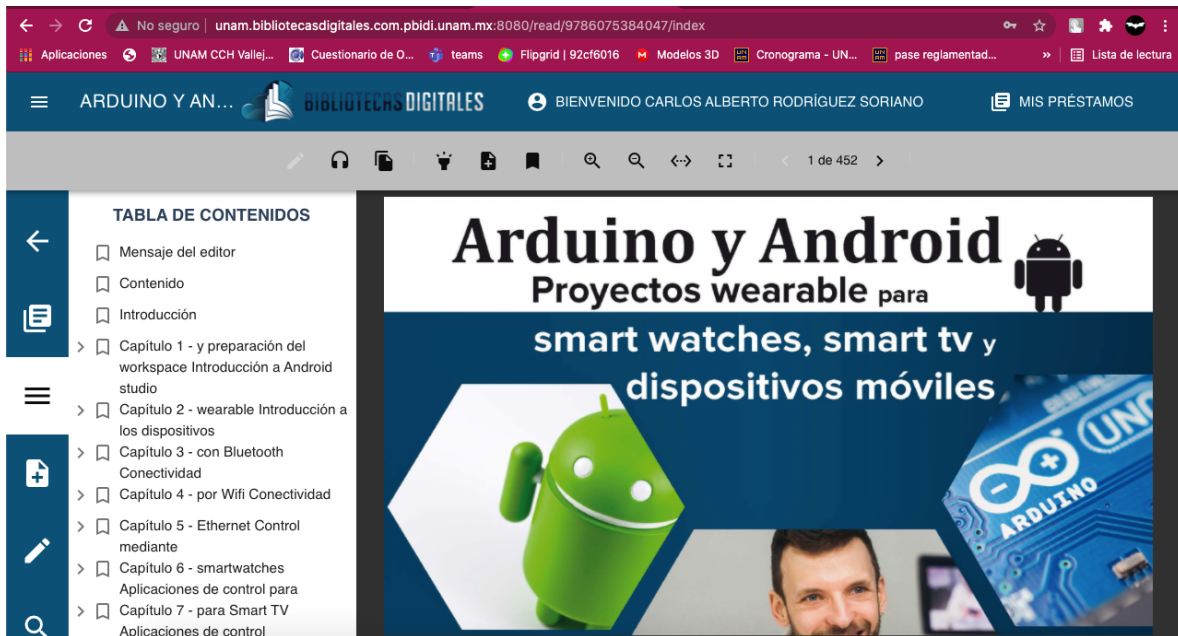 No seguro | unam.bibliotecasdigitales.com.pbidi.unam.mx:8080/read/9786075384047/index
Aplicaciones UNAM CCH Vallej... Cuestionario de O... teams Flipgrid | 92cf6016 Modelos 3D Cronograma - UN... pase reglamentad... » Lista de lectura
ARDUINO Y AN... BIBLIOTECAS DIGITALES BIENVENIDO CARLOS ALBERTO RODRÍGUEZ SORIANO MIS PRÉSTAMOS
1 de 452
TABLA DE CONTENIDOS
Mensaje del editor
Contenido
Introducción
Capítulo 1 - y preparación del
workspace Introducción a Android
studio
Capítulo 2 - wearable Introducción a
los dispositivos
Capítulo 3 - con Bluetooth
Conectividad
Capítulo 4 - por Wifi Conectividad
Capítulo 5 - Ethernet Control
mediante
Capítulo 6 - smartwatches
Aplicaciones de control para
Capítulo 7 - para Smart TV
Aplicaciones de control
Arduino y Android
Proyectos wearable para
smart watches, smart tv y
dispositivos móviles
UNO
ARDUINO